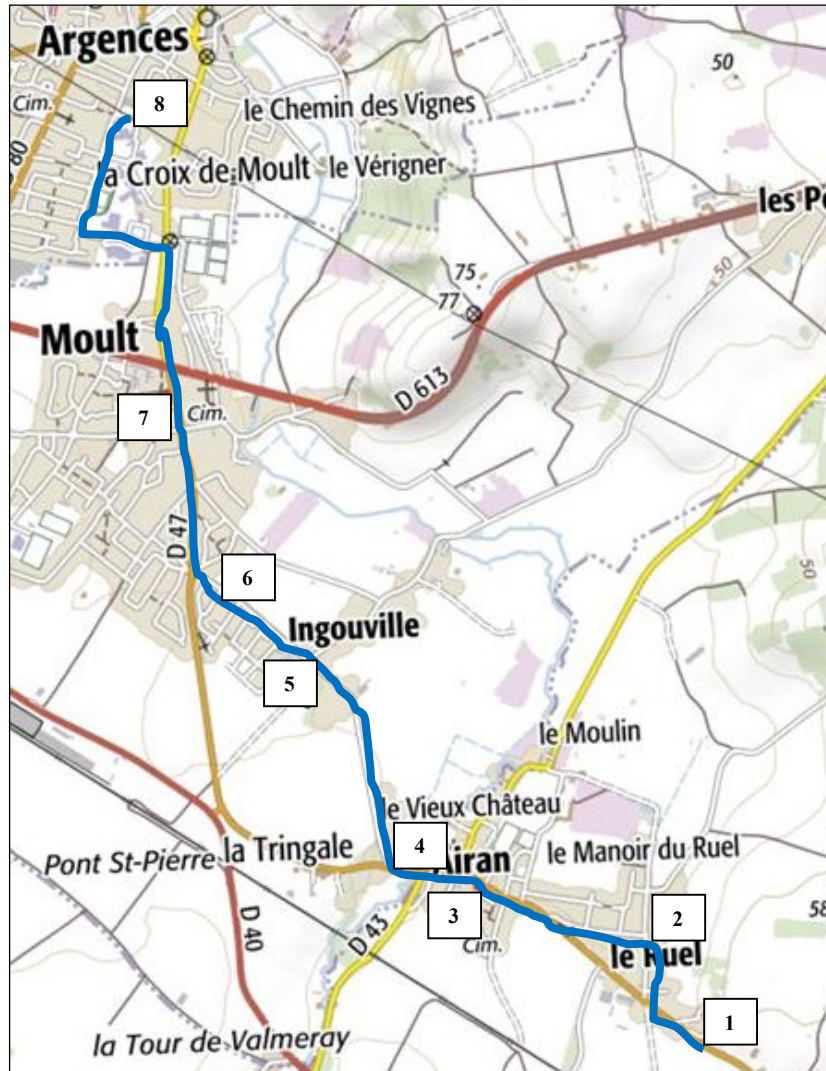 Argences
50
Cim.
8
le Chemin des Vignes
D 80
la Croix de Moult
le Vérigner
les Po
50
75
77
Moult
D 613
7
Cim.
D 47
6
50
Ingouville
5
le Moulin
le Vieux Château
4
Airan
le Manoir du Ruel
Pont St-Pierre
la Tringale
3
2
58
D 40
D 43
Cim.
le Ruel
1
la Tour de Valmeray